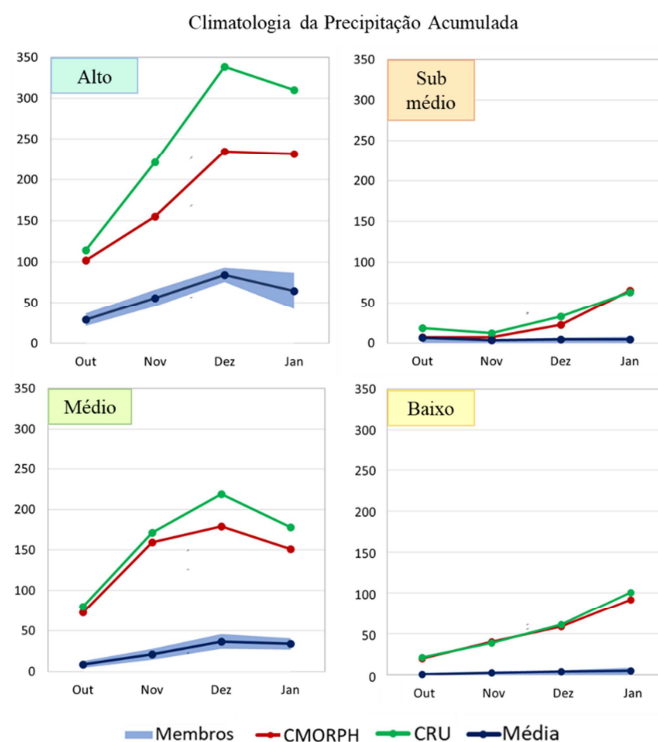 Climatologia da Precipitação Acumulada
Alto
350
300
250
200
150
100
50
0
Out Nov Dez Jan
Sub
médio
350
300
250
200
150
100
50
0
Out Nov Dez Jan
Médio
350
300
250
200
150
100
50
0
Out Nov Dez Jan
Baixo
350
300
250
200
150
100
50
0
Out Nov Dez Jan
Membros CMORPH CRU Média